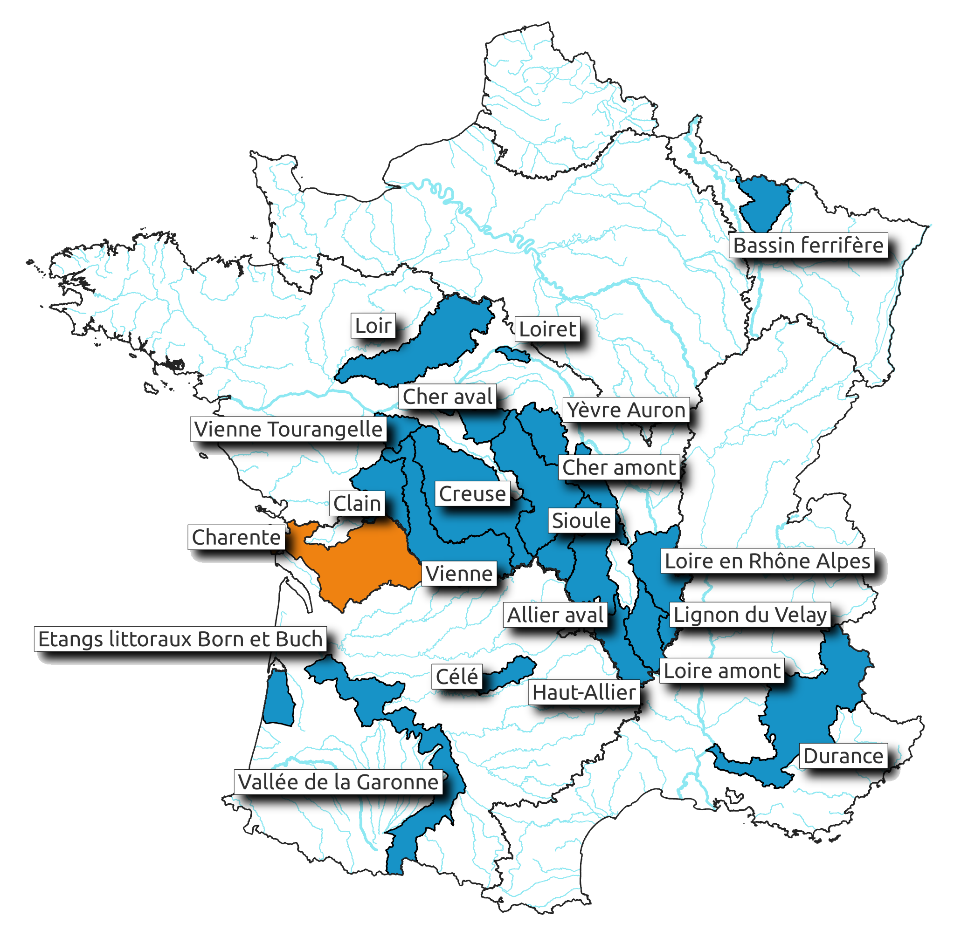 Bassin ferrifère
Loir
Loiret
Cher aval
Yèvre Auron
Vienne Tourangelle
Cher amont
Creuse
Clain
Sioule
Charente
Loire en Rhône Alpes
Vienne
Allier aval
Lignon du Velay
Etangs littoraux Born et Buch
Célé
Loire amont
Haut-Allier
Durance
Vallée de la Garonne